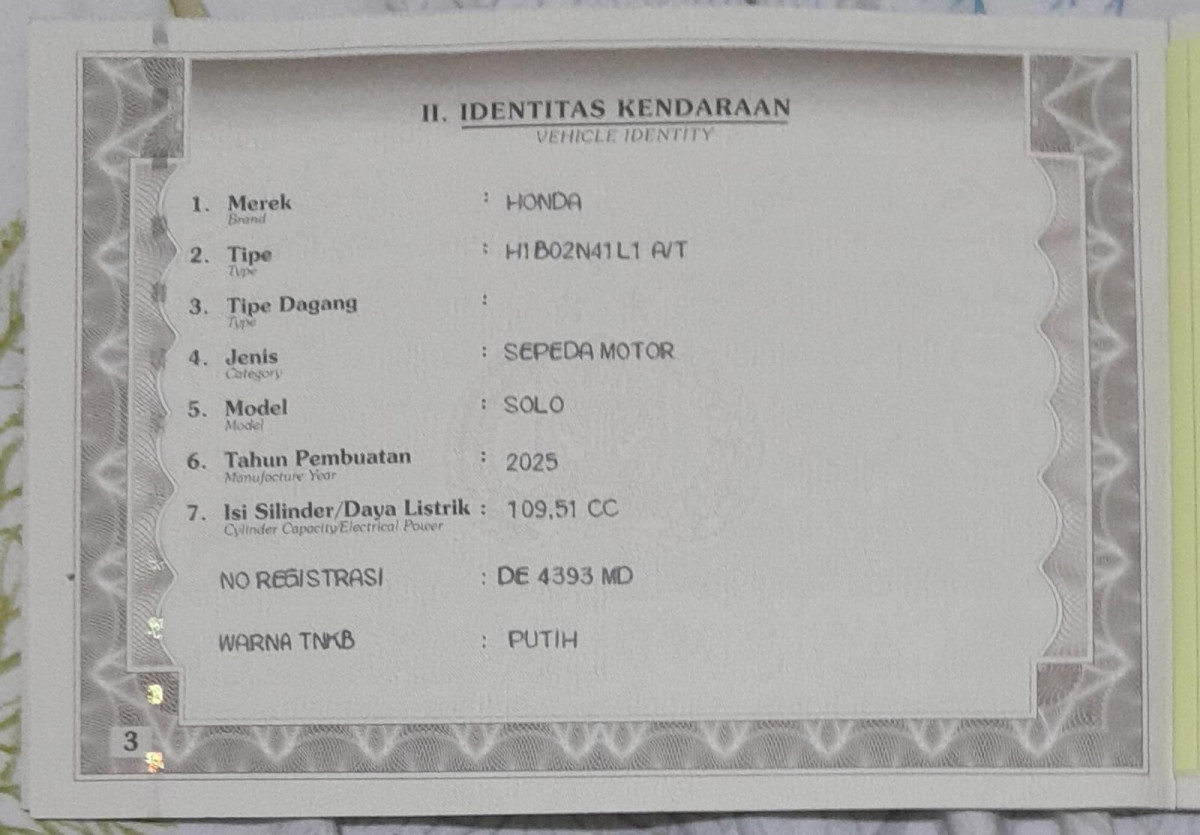 II. IDENTITAS KENDARAAN
VEHICLE IDENTITY
1. Merek : HONDA
Brand
2. Tipe : H1B02N41L1 A/T
Type
3. Tipe Dagang :
Type
4. Jenis : SEPEDA MOTOR
Category
5. Model : SOLO
Model
6. Tahun Pembuatan : 2025
Manufacture Year
7. Isi Silinder/Daya Listrik : 109,51 CC
Cylinder Capacity/Electrical Power
NO REGISTRASI : DE 4393 MD
WARNA TNKB : PUTIH
3